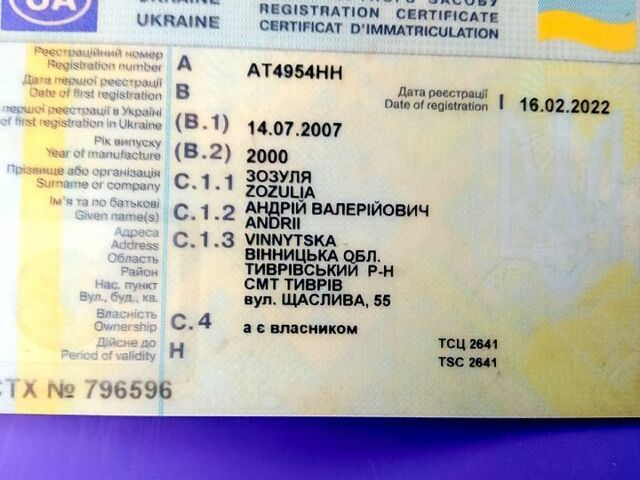 UA
UKRAINE REGISTRATION CERTIFICATE
UKRAINE CERTIFICAT D'IMMATRICULATION
Реєстраційний номер
Registration number A AT4954HH
Дата першої реєстрації
Date of first registration B
Дата реєстрації
Date of registration I 16.02.2022
першої реєстрації в Україні
of first registration in Ukraine (B.1) 14.07.2007
Рік випуску
Year of manufacture (B.2) 2000
Прізвище або організація
Surname or company C.1.1 ЗОЗУЛЯ
ZOZULIA
Ім'я та по батькові
Given name(s) C.1.2 АНДРІЙ ВАЛЕРІЙОВИЧ
ANDRII
Адреса
Address C.1.3 VINNYTSKA
Область ВІННИЦЬКА ОБЛ.
Район ТИВРІВСЬКИЙ Р-Н
Нас. пункт СМТ ТИВРІВ
Вул., буд., кв. вул. ЩАСЛИВА, 55
Власність
Ownership C.4 а є власником
Дійсне до
Period of validity H
ТСЦ 2641
TSC 2641
СТХ № 796596